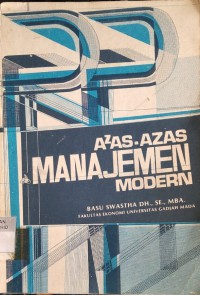 AZAS-AZAS
MANAJEMEN
MODERN
BASU SWASTHA DH., SE., MBA.
FAKULTAS EKONOMI UNIVERSITAS GADJAH MADA